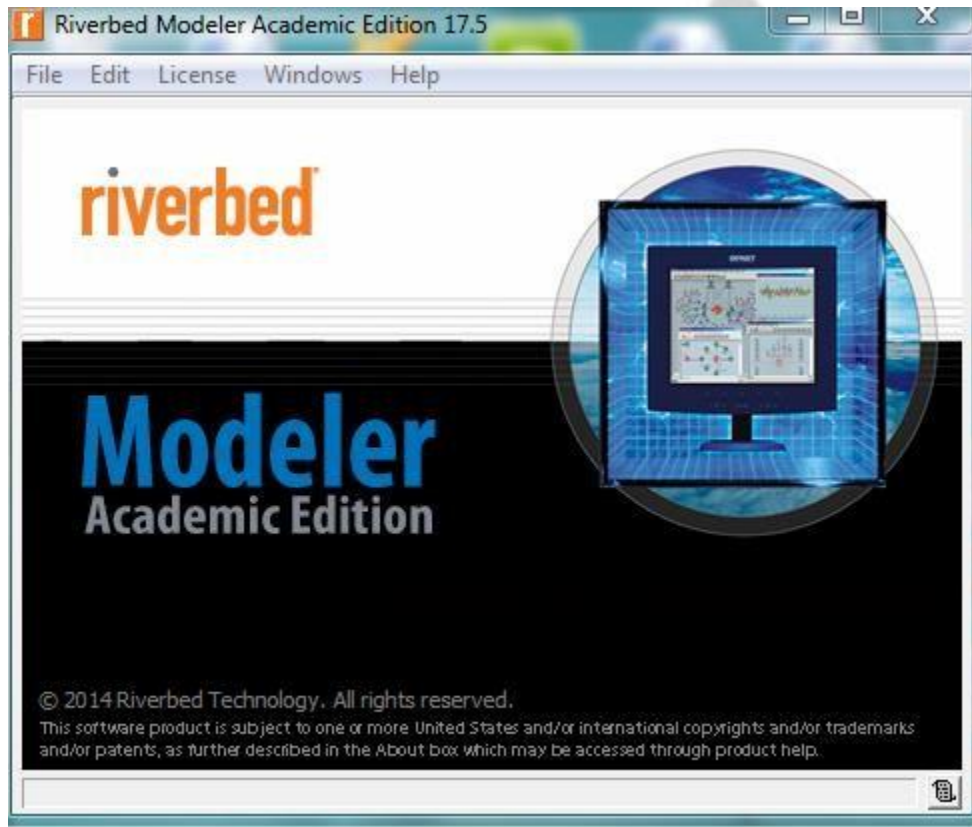 Riverbed Modeler Academic Edition 17.5
File Edit License Windows Help
riverbed
OPNET
Modeler
Academic Edition
© 2014 Riverbed Technology. All rights reserved.
This software product is subject to one or more United States and/or international copyrights and/or trademarks
and/or patents, as further described in the About box which may be accessed through product help.